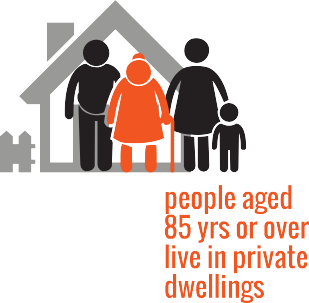 people aged
85 yrs or over
live in private
dwellings